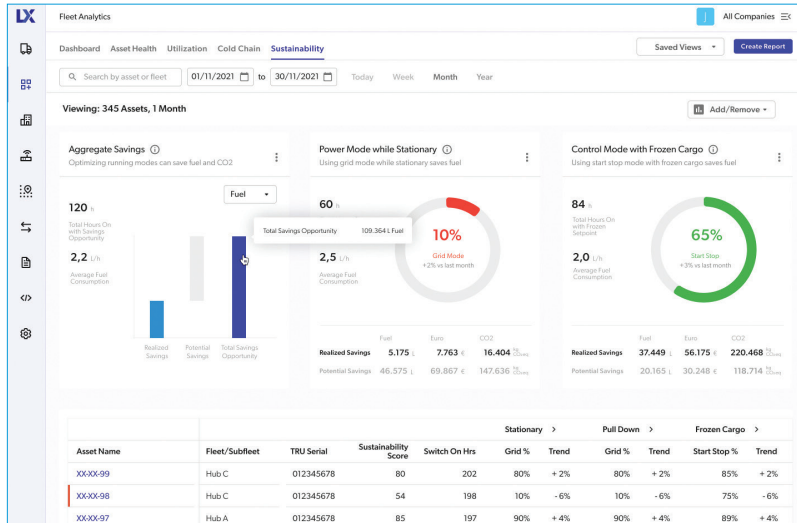 LX
Fleet Analytics
J
All Companies
Dashboard Asset Health Utilization Cold Chain Sustainability
Saved Views
Create Report
Search by asset or fleet
01/11/2021 to 30/11/2021
Today Week Month Year
Viewing: 345 Assets, 1 Month
Add/Remove
Aggregate Savings
Optimizing running modes can save fuel and CO2
Fuel
120 h
Total Hours On
with Savings
Opportunity
2,2 L/h
Average Fuel
Consumption
Realized
Savings
Potential
Savings
Total Savings
Opportunity
Total Savings Opportunity 109.364 L Fuel
Power Mode while Stationary
Using grid mode while stationary saves fuel
60 h
2,5 L/h
Average Fuel
Consumption
10%
Grid Mode
+2% vs last month
Fuel Euro CO2
Realized Savings 5.175 L 7.763 € 16.404 kg CO2eq
Potential Savings 46.575 L 69.867 € 147.636 kg CO2eq
Control Mode with Frozen Cargo
Using start stop mode with frozen cargo saves fuel
84 h
Total Hours On
with Frozen
Setpoint
2,0 L/h
Average Fuel
Consumption
65%
Start Stop
+3% vs last month
Fuel Euro CO2
Realized Savings 37.449 L 56.175 € 220.468 kg CO2eq
Potential Savings 20.165 L 30.248 € 118.714 kg CO2eq
Stationary > Pull Down > Frozen Cargo >
Asset Name Fleet/Subfleet TRU Serial Sustainability Score Switch On Hrs Grid % Trend Grid % Trend Start Stop % Trend
XX-XX-99 Hub C 012345678 80 202 80% + 2% 80% + 2% 85% + 2%
XX-XX-98 Hub C 012345678 54 198 10% - 6% 10% - 6% 75% - 6%
XX-XX-97 Hub A 012345678 85 197 90% + 4% 90% + 4% 89% + 4%